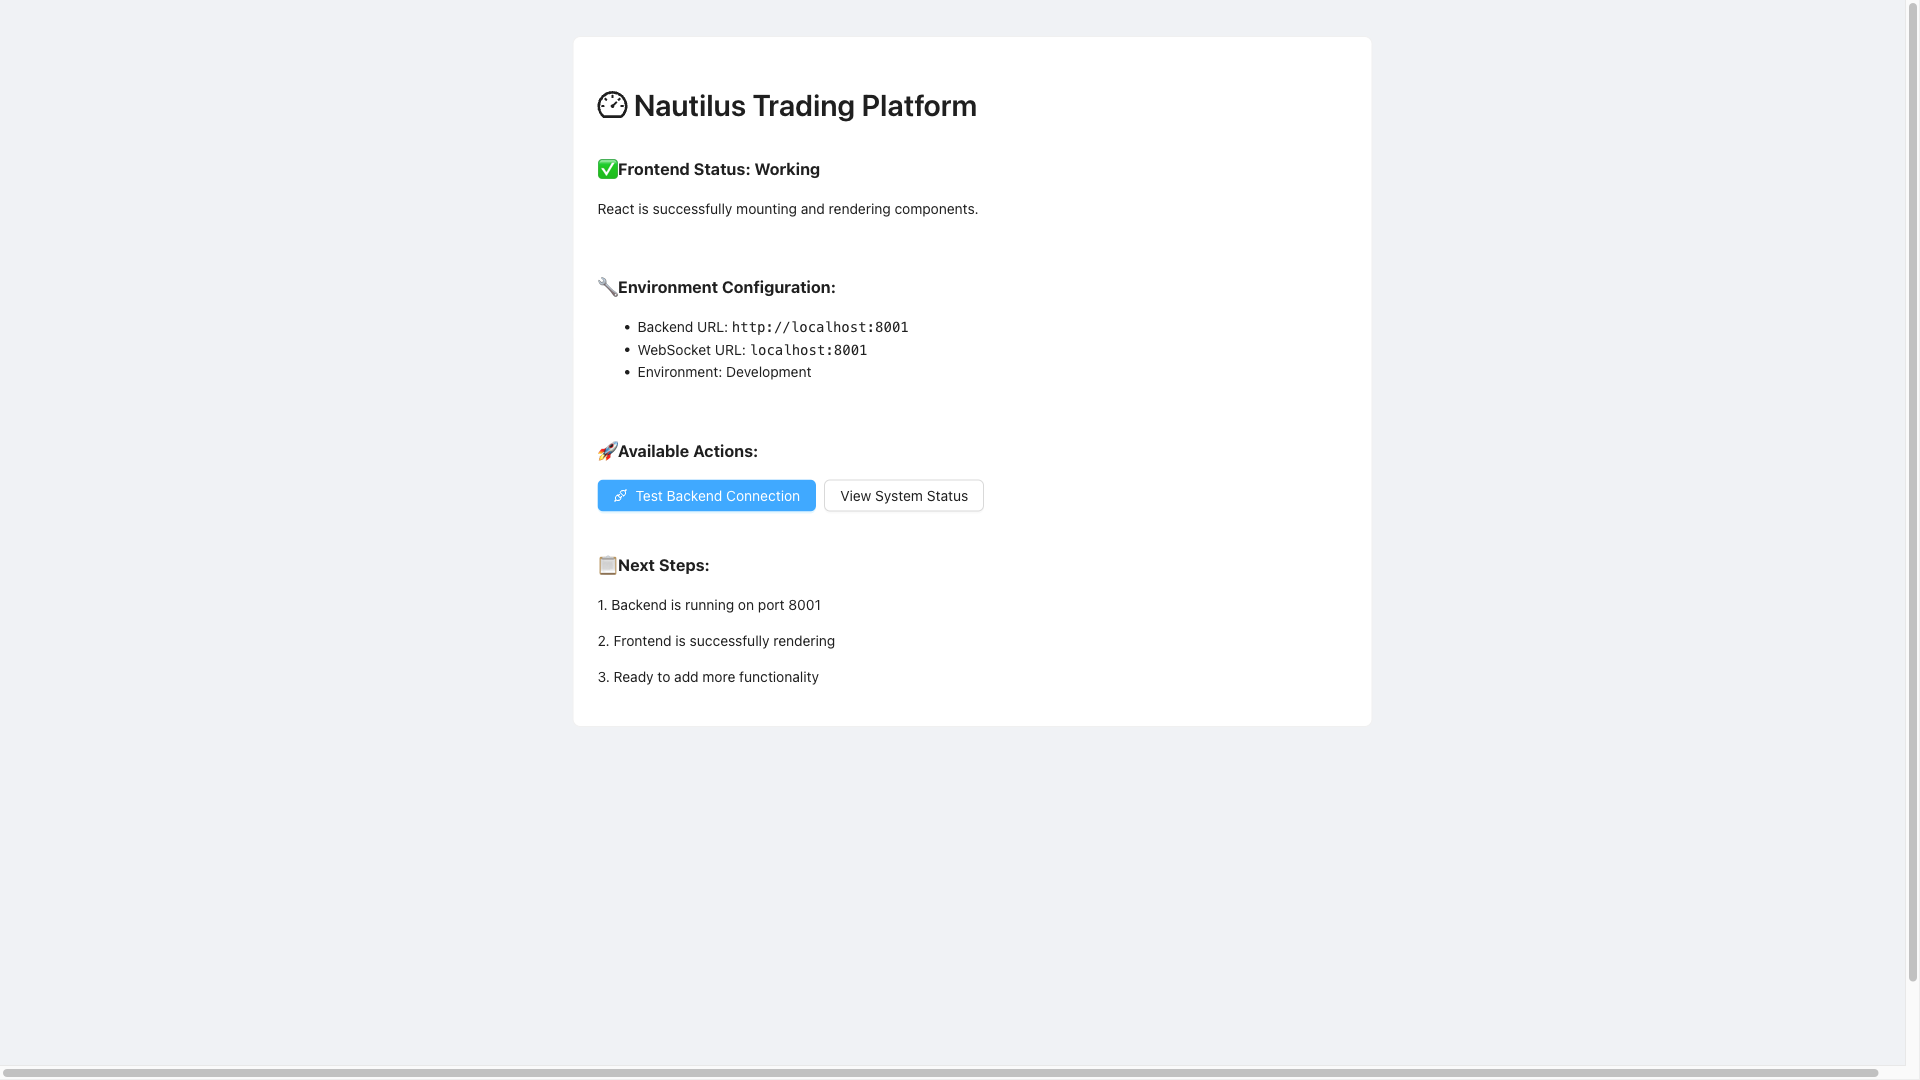 Nautilus Trading Platform
✅Frontend Status: Working
React is successfully mounting and rendering components.
🔧Environment Configuration:
• Backend URL: http://localhost:8001
• WebSocket URL: localhost:8001
• Environment: Development
🚀Available Actions:
Test Backend Connection View System Status
📋Next Steps:
1. Backend is running on port 8001
2. Frontend is successfully rendering
3. Ready to add more functionality